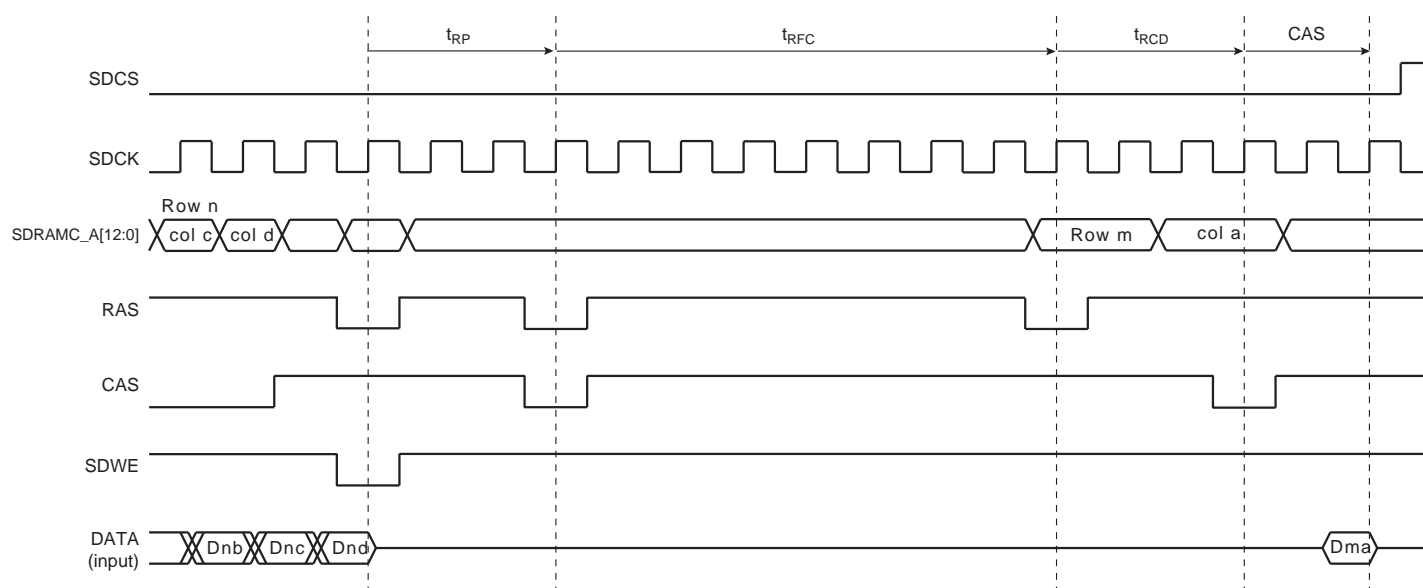 tRP tRFC tRCD CAS
SDCS
SDCK
Row n
SDRAMC_A[12:0] col c col d Row m col a
RAS
CAS
SDWE
DATA
(input) Dnb Dnc Dnd Dma